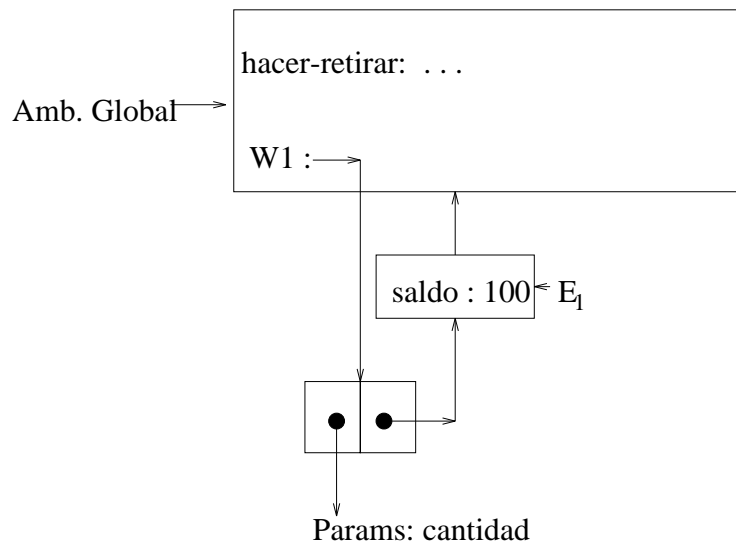 hacer-retirar: . . .
Amb. Global
W1 :
saldo : 100
E1
Params: cantidad